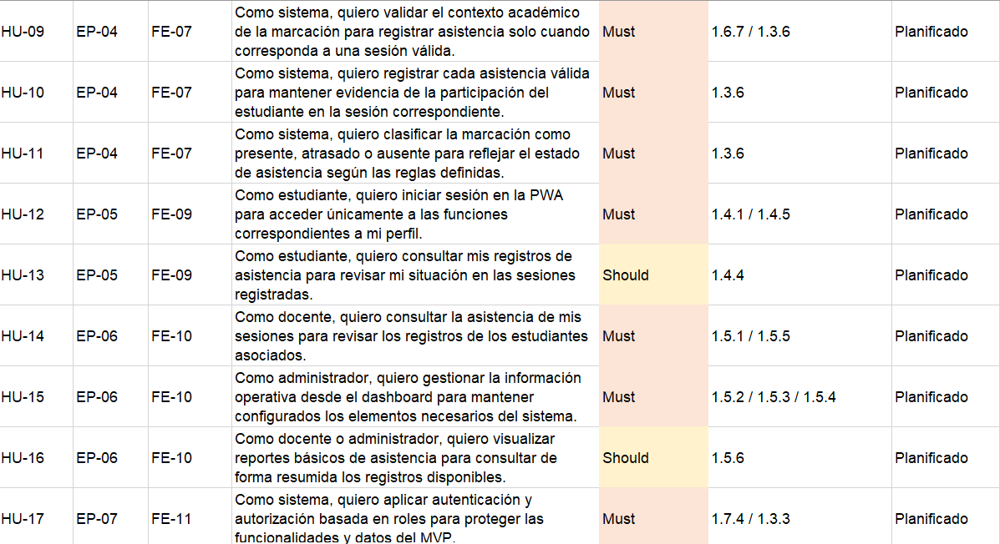 Como sistema, quiero validar el contexto académico
HU-09 EP-04 FE-07 de la marcación para registrar asistencia solo cuando Must 1.6.7 / 1.3.6 Planificado
corresponda a una sesión válida.
Como sistema, quiero registrar cada asistencia válida
HU-10 EP-04 FE-07 para mantener evidencia de la participación del Must 1.3.6 Planificado
estudiante en la sesión correspondiente.
Como sistema, quiero clasificar la marcación como
HU-11 EP-04 FE-07 presente, atrasado o ausente para reflejar el estado Must 1.3.6 Planificado
de asistencia según las reglas definidas.
Como estudiante, quiero iniciar sesión en la PWA
HU-12 EP-05 FE-09 para acceder únicamente a las funciones Must 1.4.1 / 1.4.5 Planificado
correspondientes a mi perfil.
Como estudiante, quiero consultar mis registros de
HU-13 EP-05 FE-09 asistencia para revisar mi situación en las sesiones Should 1.4.4 Planificado
registradas.
Como docente, quiero consultar la asistencia de mis
HU-14 EP-06 FE-10 sesiones para revisar los registros de los estudiantes Must 1.5.1 / 1.5.5 Planificado
asociados.
Como administrador, quiero gestionar la información
HU-15 EP-06 FE-10 operativa desde el dashboard para mantener Must 1.5.2 / 1.5.3 / 1.5.4 Planificado
configurados los elementos necesarios del sistema.
Como docente o administrador, quiero visualizar
HU-16 EP-06 FE-10 reportes básicos de asistencia para consultar de Should 1.5.6 Planificado
forma resumida los registros disponibles.
Como sistema, quiero aplicar autenticación y
HU-17 EP-07 FE-11 autorización basada en roles para proteger las Must 1.7.4 / 1.3.3 Planificado
funcionalidades y datos del MVP.